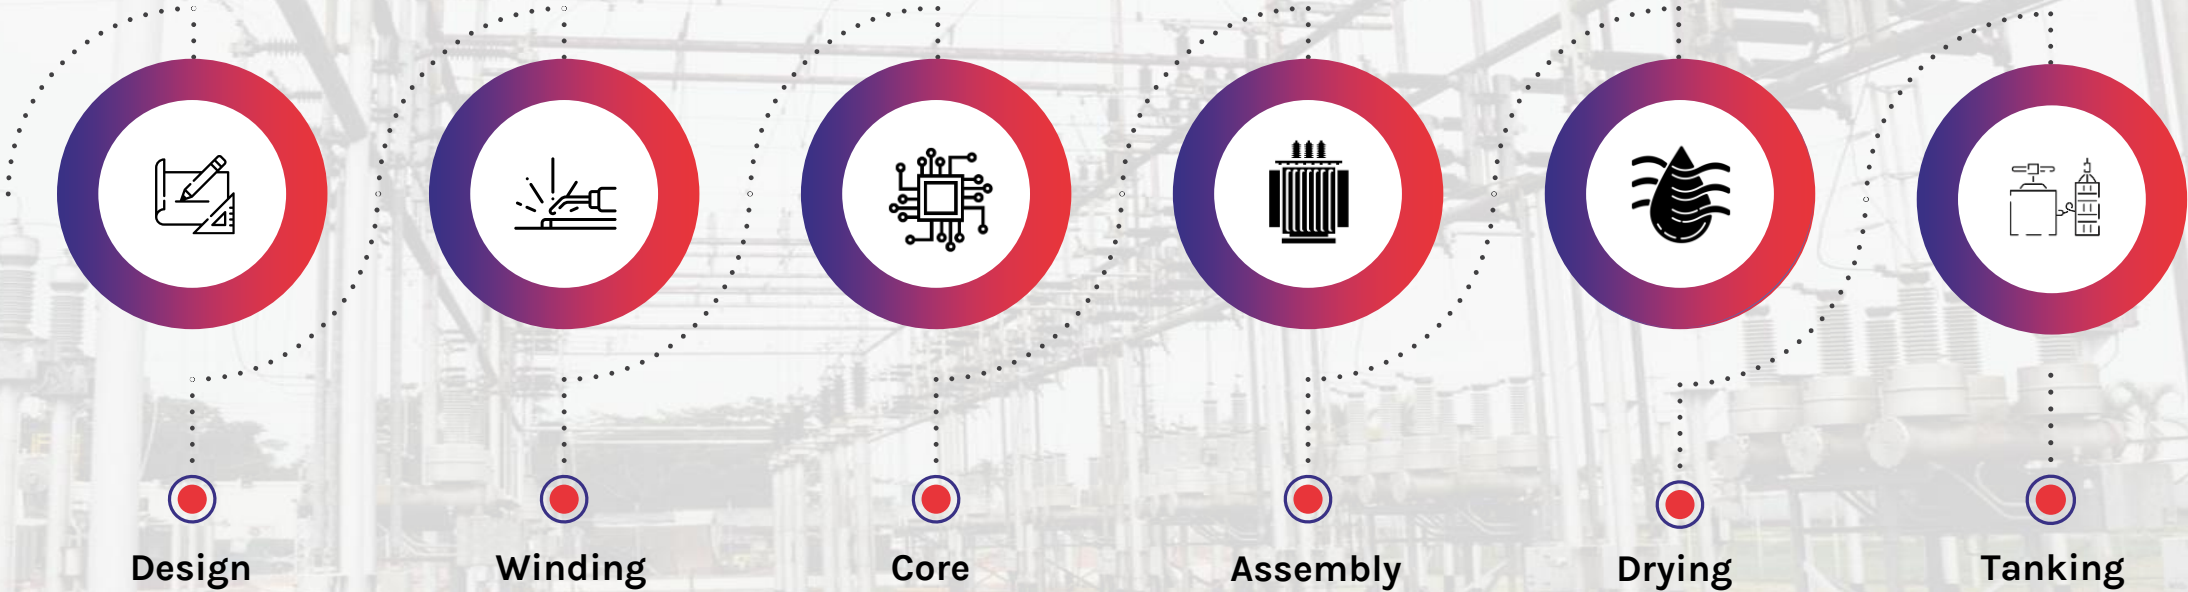 Design
Winding
Core
Assembly
Drying
Tanking